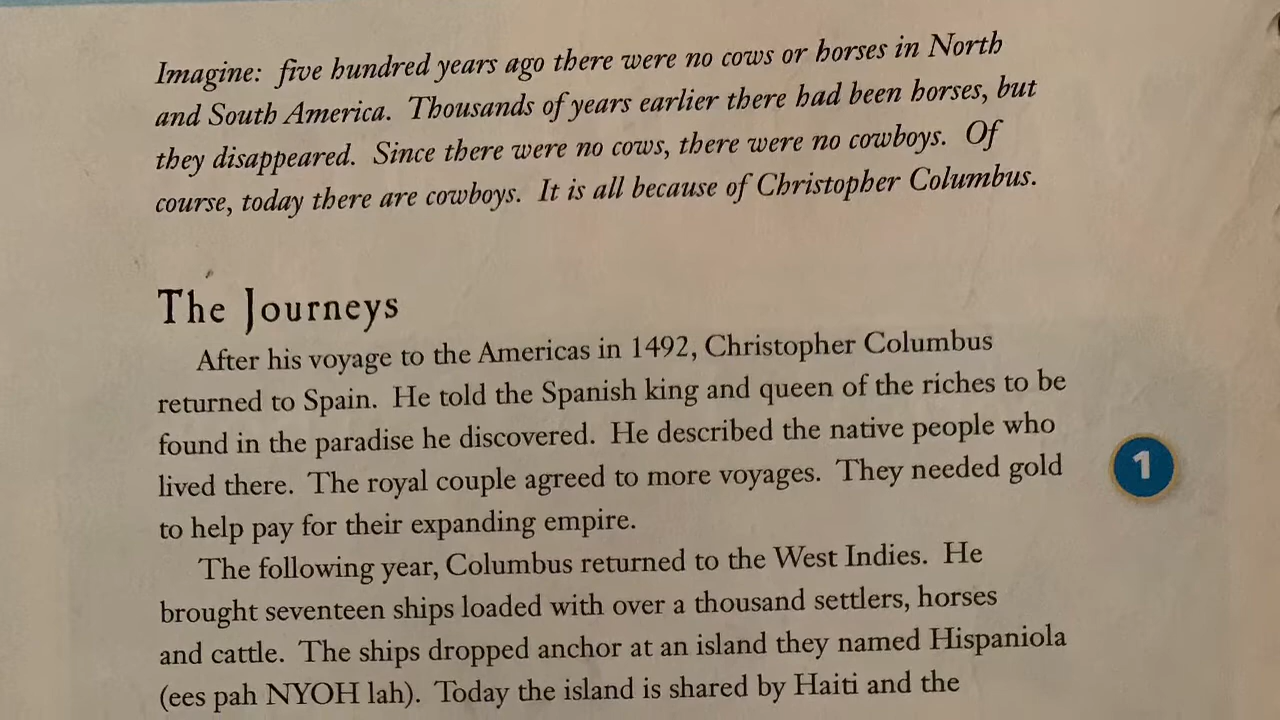 Imagine: five hundred years ago there were no cows or horses in North
and South America. Thousands of years earlier there had been horses, but
they disappeared. Since there were no cows, there were no cowboys. Of
course, today there are cowboys. It is all because of Christopher Columbus.
The Journeys
After his voyage to the Americas in 1492, Christopher Columbus
returned to Spain. He told the Spanish king and queen of the riches to be
found in the paradise he discovered. He described the native people who
lived there. The royal couple agreed to more voyages. They needed gold
to help pay for their expanding empire.
1
The following year, Columbus returned to the West Indies. He
brought seventeen ships loaded with over a thousand settlers, horses
and cattle. The ships dropped anchor at an island they named Hispaniola
(ees pah NYOH lah). Today the island is shared by Haiti and the